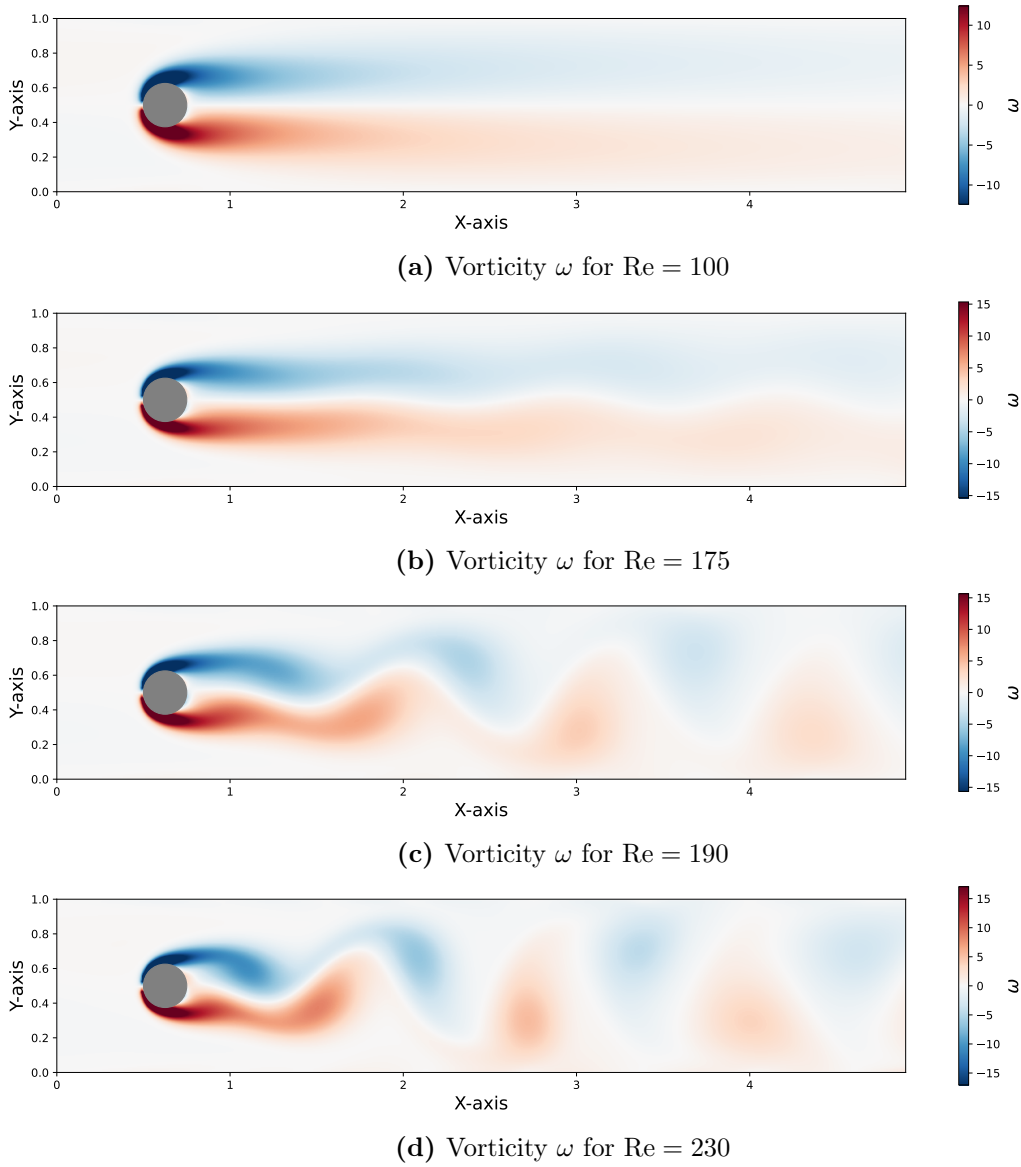 1.0
0.8
0.6
0.4
0.2
0.0
Y-axis
0 1 2 3 4
X-axis
10
5
0
−5
−10
ω
(a) Vorticity ω for Re = 100
1.0
0.8
0.6
0.4
0.2
0.0
Y-axis
0 1 2 3 4
X-axis
15
10
5
0
−5
−10
−15
ω
(b) Vorticity ω for Re = 175
1.0
0.8
0.6
0.4
0.2
0.0
Y-axis
0 1 2 3 4
X-axis
15
10
5
0
−5
−10
−15
ω
(c) Vorticity ω for Re = 190
1.0
0.8
0.6
0.4
0.2
0.0
Y-axis
0 1 2 3 4
X-axis
15
10
5
0
−5
−10
−15
ω
(d) Vorticity ω for Re = 230